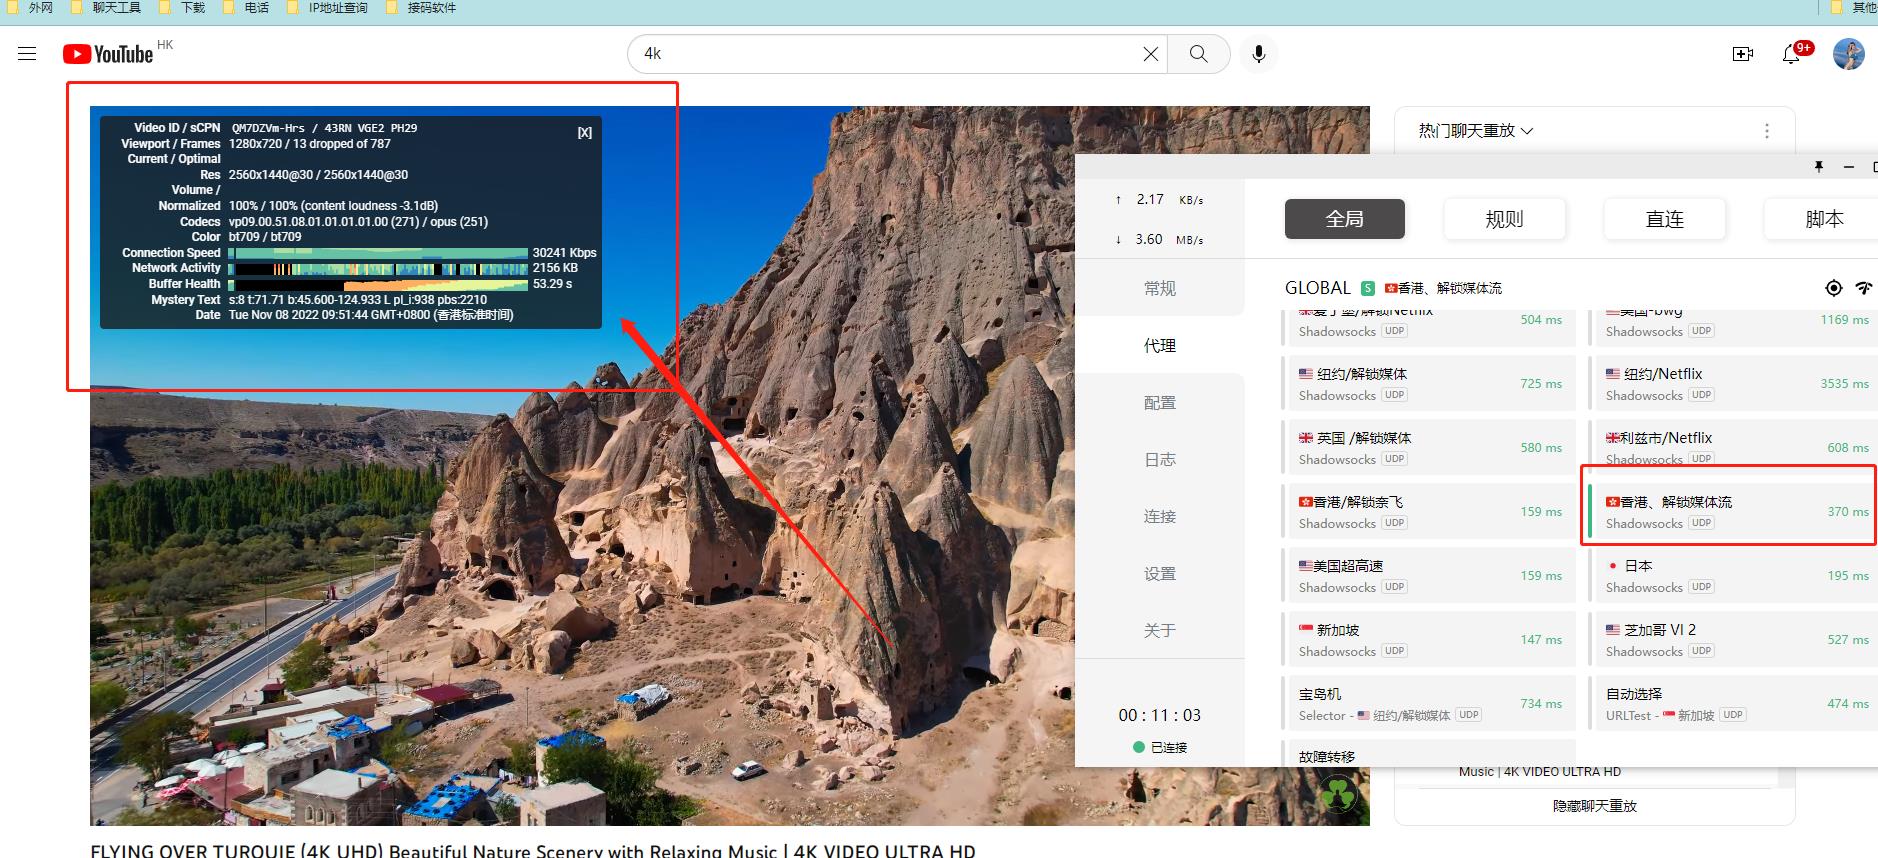 外网 聊天工具 下载 电话 IP地址查询 接码软件 其他
YouTube HK
4k
9+
Video ID / sCPN QM7DZVm-Hrs / 43RN VGE2 PH29 [X]
Viewport / Frames 1280x720 / 13 dropped of 787
Current / Optimal
Res 2560x1440@30 / 2560x1440@30
Volume /
Normalized 100% / 100% (content loudness -3.1dB)
Codecs vp09.00.51.08.01.01.01.01.00 (271) / opus (251)
Color bt709 / bt709
Connection Speed 30241 Kbps
Network Activity 2156 KB
Buffer Health 53.29 s
Mystery Text s:8 t:71.71 b:45.600-124.933 L pl_i:938 pbs:2210
Date Tue Nov 08 2022 09:51:44 GMT+0800 (香港标准时间)
热门聊天重放
↑ 2.17 KB/s
↓ 3.60 MB/s
常规
代理
配置
日志
连接
设置
关于
00 : 11 : 03
已连接
全局 规则 直连 脚本
GLOBAL S 香港、解锁媒体流
504 ms
Shadowsocks UDP
美国-bwg 1169 ms
Shadowsocks UDP
纽约/解锁媒体 725 ms
Shadowsocks UDP
纽约/Netflix 3535 ms
Shadowsocks UDP
英国 /解锁媒体 580 ms
Shadowsocks UDP
利兹市/Netflix 608 ms
Shadowsocks UDP
香港/解锁奈飞 159 ms
Shadowsocks UDP
香港、解锁媒体流 370 ms
Shadowsocks UDP
美国超高速 159 ms
Shadowsocks UDP
日本 195 ms
Shadowsocks UDP
新加坡 147 ms
Shadowsocks UDP
芝加哥 VI 2 527 ms
Shadowsocks UDP
宝岛机 734 ms
Selector - 纽约/解锁媒体 UDP
自动选择 474 ms
URLTest - 新加坡 UDP
故障转移
Music | 4K VIDEO ULTRA HD
隐藏聊天重放
FLYING OVER TURQUIE (4K UHD) Beautiful Nature Scenery with Relaxing Music | 4K VIDEO ULTRA HD